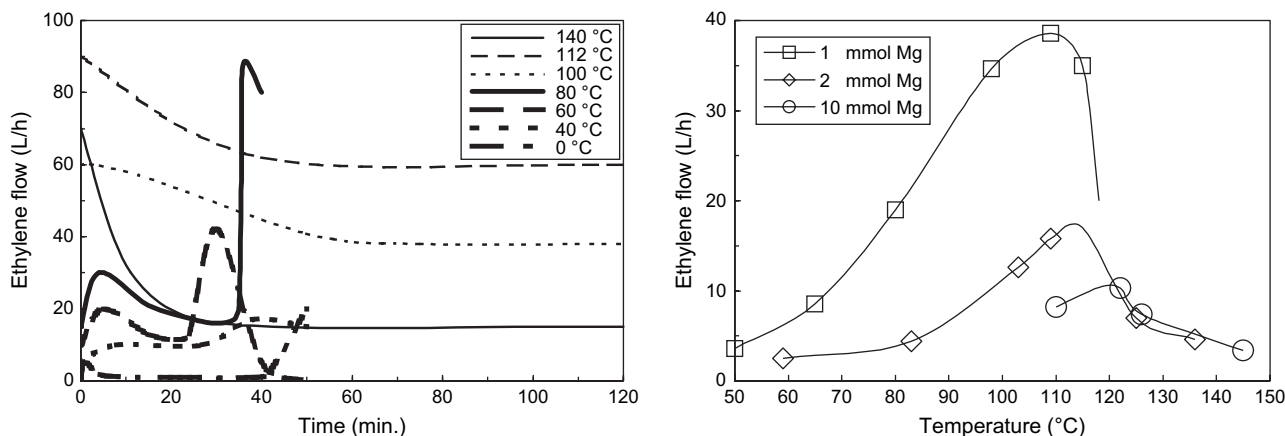 Ethylene flow (L/h)
100
80
60
40
20
0
0 20 40 60 80 100 120
Time (min.)
140 °C
112 °C
100 °C
80 °C
60 °C
40 °C
0 °C
Ethylene flow (L/h)
40
30
20
10
0
50 60 70 80 90 100 110 120 130 140 150
Temperature (°C)
1 mmol Mg
2 mmol Mg
10 mmol Mg